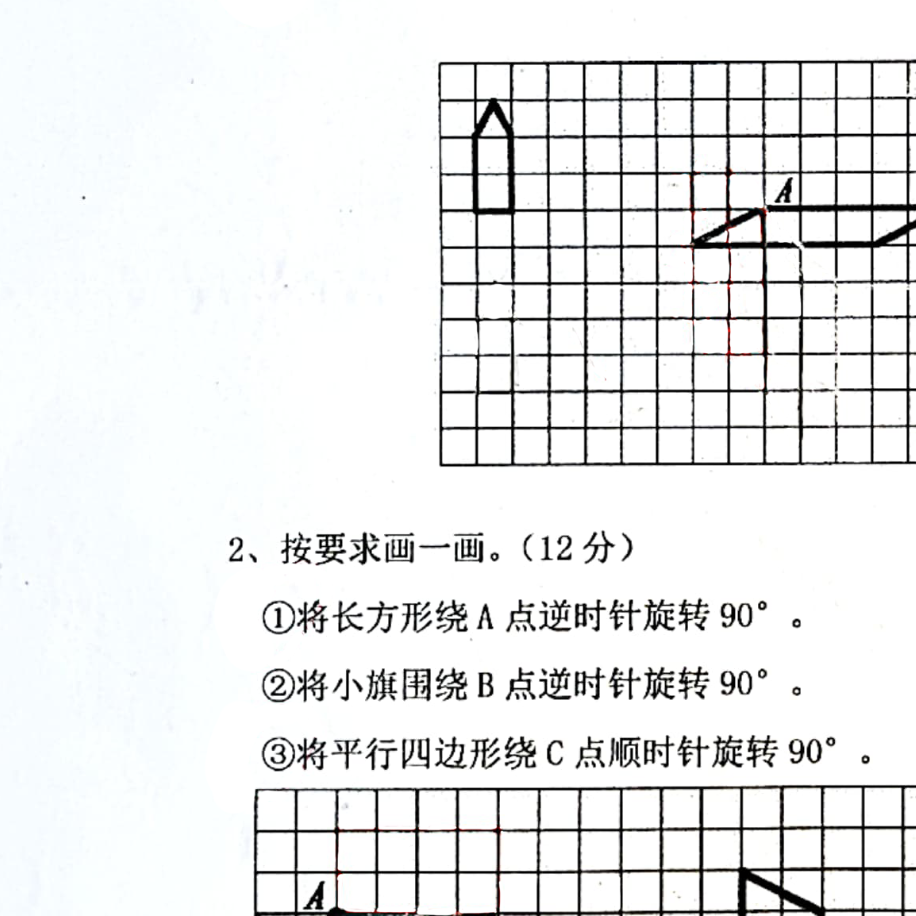 A
2、按要求画一画。（12分）
①将长方形绕 A 点逆时针旋转 90° 。
②将小旗围绕 B 点逆时针旋转 90° 。
③将平行四边形绕 C 点顺时针旋转 90° 。
A